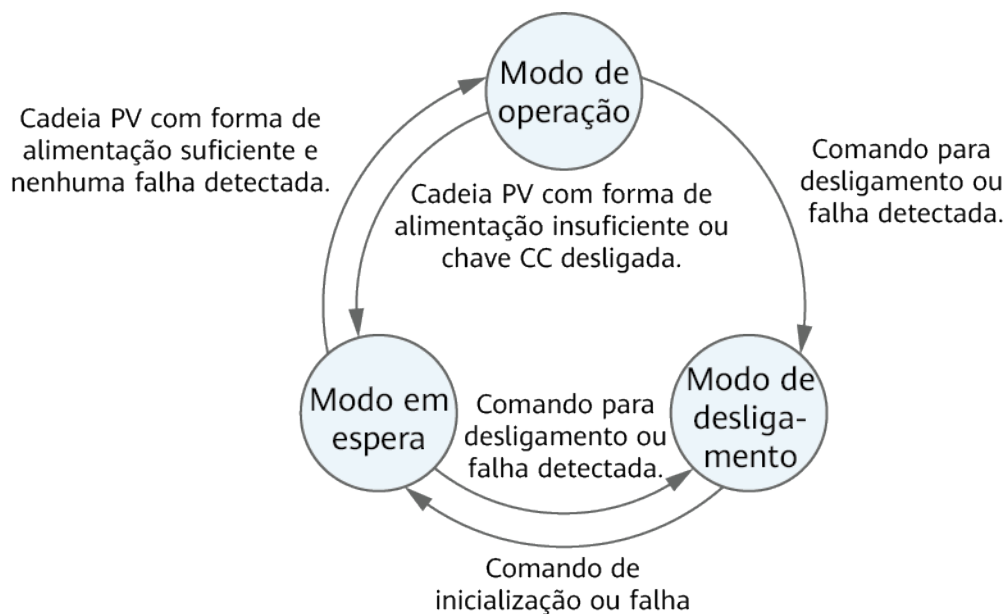 Modo de
operação
Cadeia PV com forma de
alimentação suficiente e
nenhuma falha detectada.
Comando para
desligamento ou
falha detectada.
Cadeia PV com forma de
alimentação insuficiente ou
chave CC desligada.
Modo em
espera
Comando para
desligamento ou
falha detectada.
Modo de
desliga-
mento
Comando de
inicialização ou falha